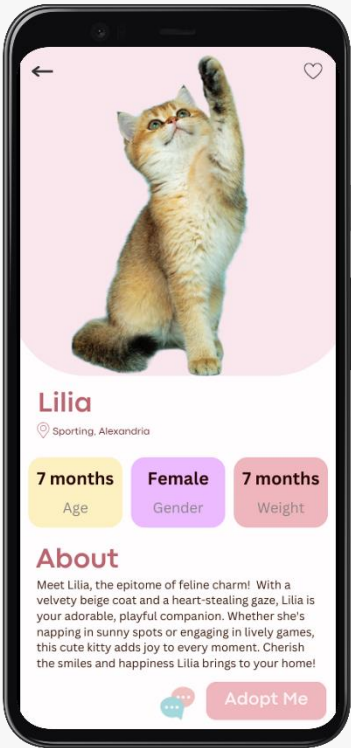 Lilia
Sporting, Alexandria
7 months Female 7 months
Age Gender Weight
About
Meet Lilia, the epitome of feline charm! With a
velvety beige coat and a heart-stealing gaze, Lilia is
your adorable, playful companion. Whether she's
napping in sunny spots or engaging in lively games,
this cute kitty adds joy to every moment. Cherish
the smiles and happiness Lilia brings to your home!
Adopt Me